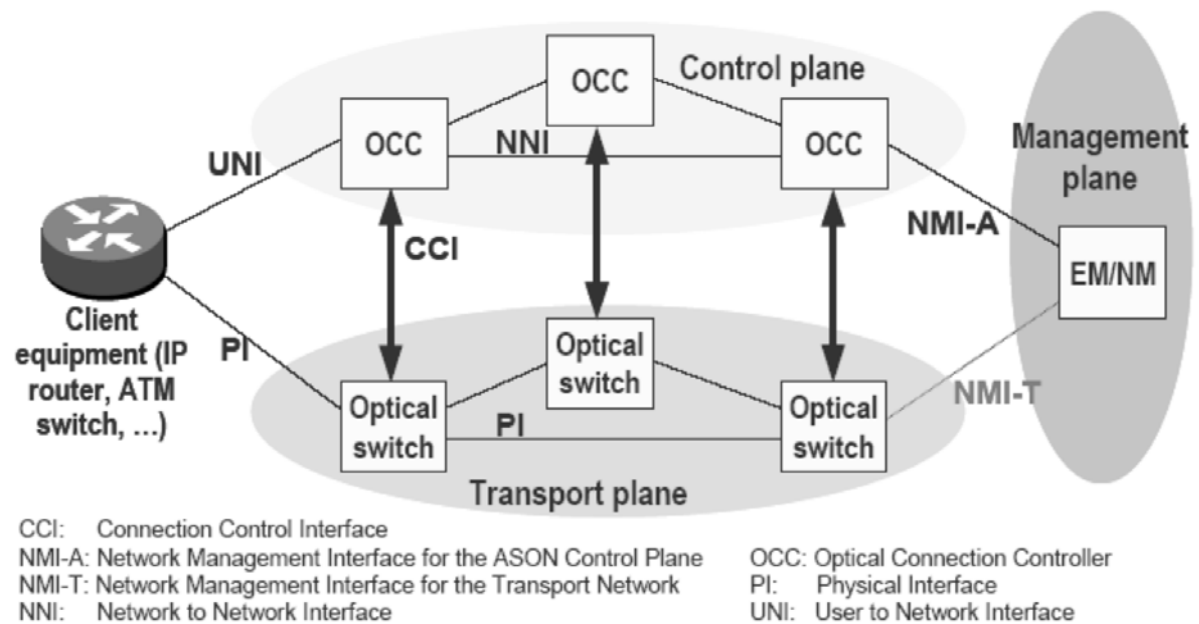 OCC
Control plane
OCC
NNI
OCC
UNI
Management
plane
NMI-A
CCI
EM/NM
Client
equipment (IP
router, ATM
switch, ...)
PI
Optical
switch
Optical
switch
PI
Optical
switch
NMI-T
Transport plane
CCI: Connection Control Interface
NMI-A: Network Management Interface for the ASON Control Plane
NMI-T: Network Management Interface for the Transport Network
NNI: Network to Network Interface
OCC: Optical Connection Controller
PI: Physical Interface
UNI: User to Network Interface